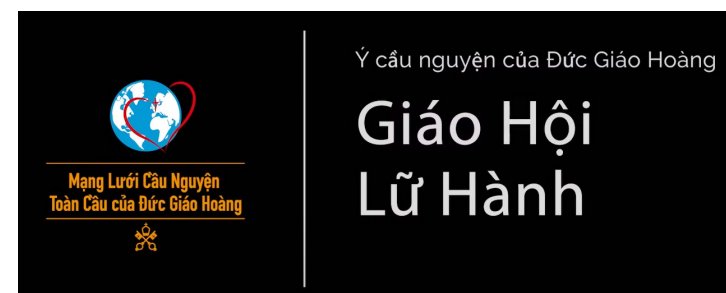 Mạng Lưới Cầu Nguyện
Toàn Cầu của Đức Giáo Hoàng
Ý cầu nguyện của Đức Giáo Hoàng
Giáo Hội
Lữ Hành